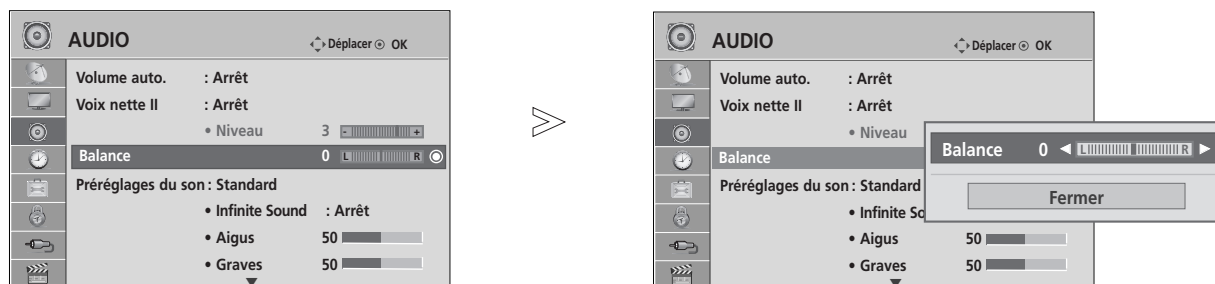 AUDIO Déplacer OK
Volume auto. : Arrêt
Voix nette II : Arrêt
• Niveau 3 - +
Balance 0 L R
Préréglages du son : Standard
• Infinite Sound : Arrêt
• Aigus 50
• Graves 50
AUDIO Déplacer OK
Volume auto. : Arrêt
Voix nette II : Arrêt
• Niveau
Balance
Préréglages du son : Standard
• Infinite So
• Aigus 50
• Graves 50
Balance 0 L R
Fermer